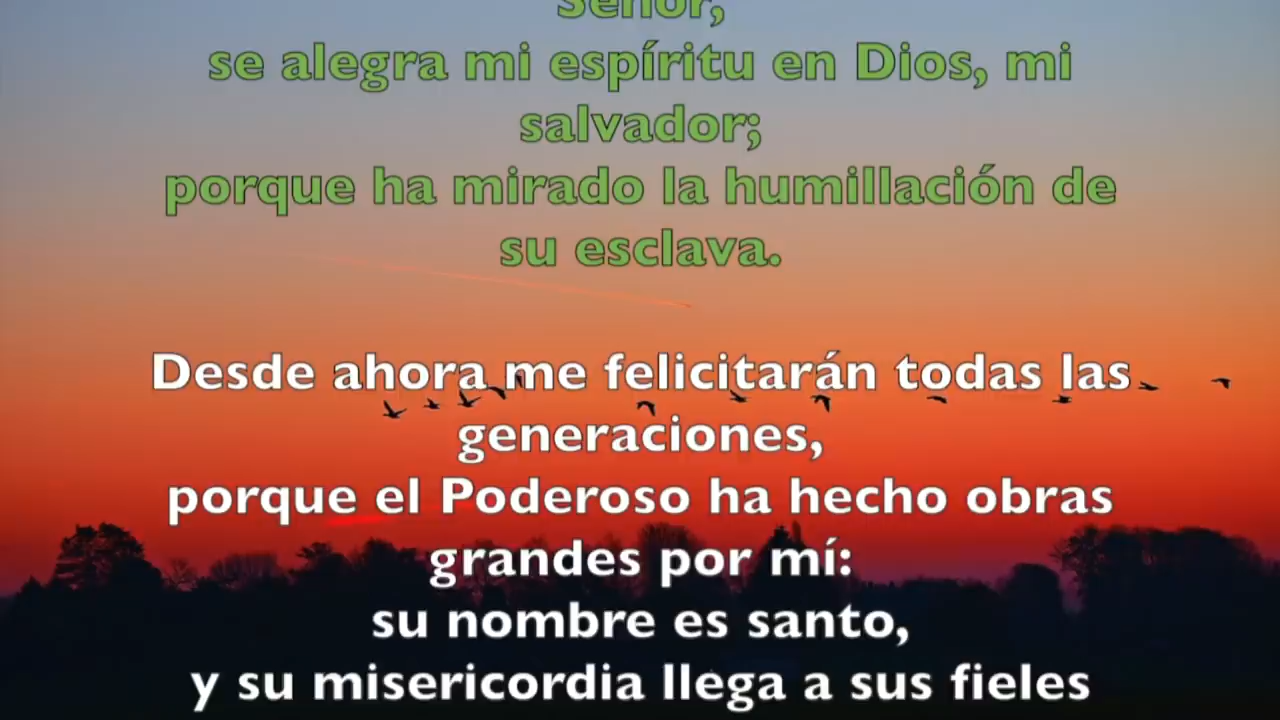 Señor,
se alegra mi espíritu en Dios, mi
salvador;
porque ha mirado la humillación de
su esclava.
Desde ahora me felicitarán todas las
generaciones,
porque el Poderoso ha hecho obras
grandes por mí:
su nombre es santo,
y su misericordia llega a sus fieles